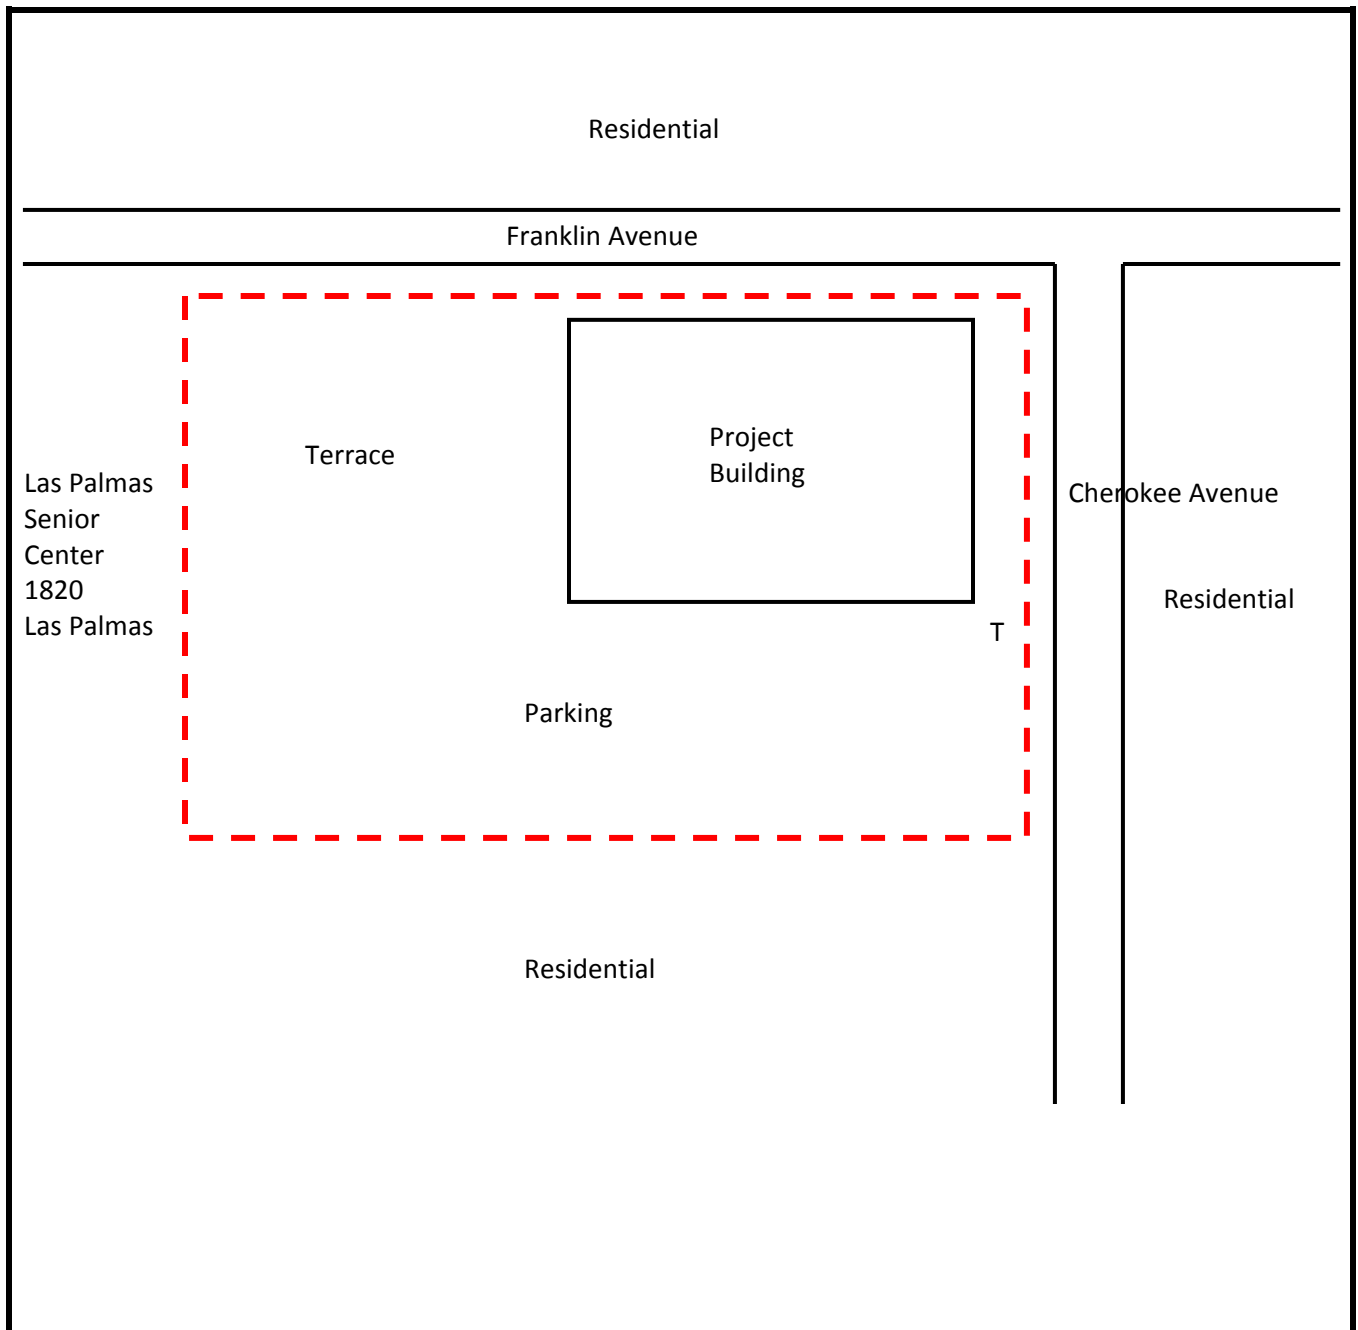 Residential
Franklin Avenue
Project
Building
Terrace
Las Palmas
Senior
Center
1820
Las Palmas
Cherokee Avenue
Residential
T
Parking
Residential